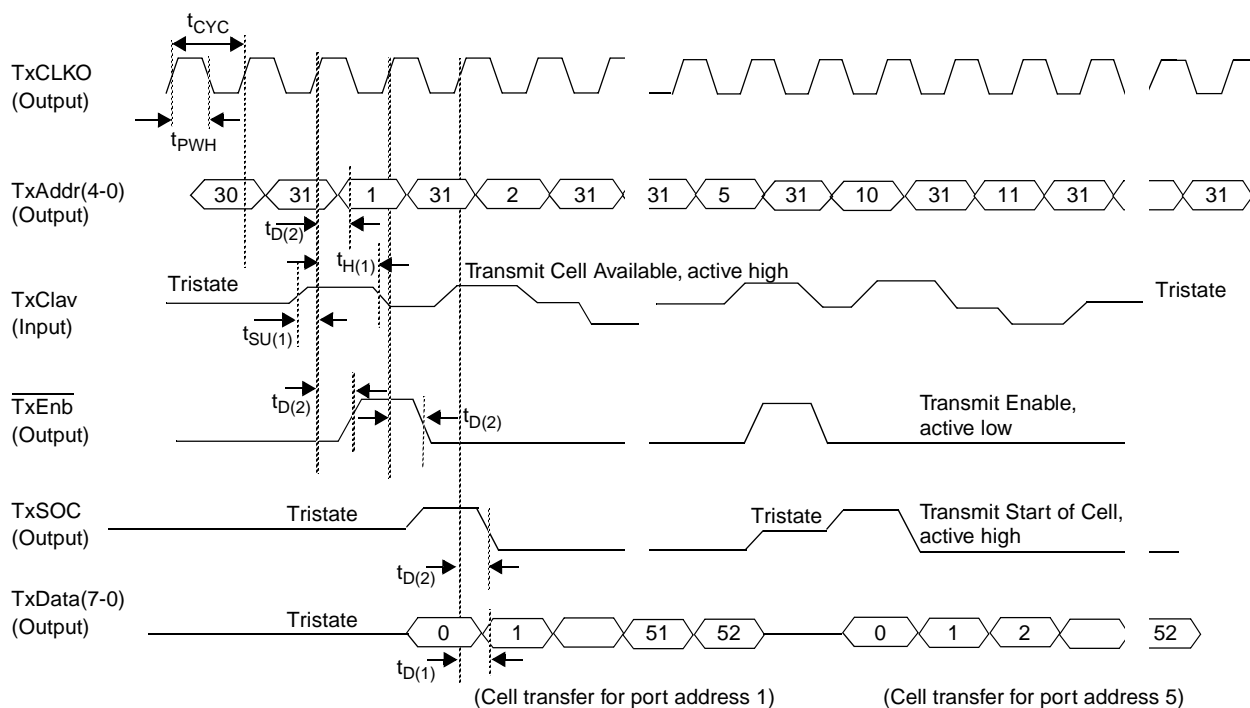 tCYC
TxCLKO
(Output)
tPWH
TxAddr(4-0)
(Output)
30 31 1 31 2 31 31 5 31 10 31 11 31 31
tD(2)
tH(1)
Tristate
Transmit Cell Available, active high
TxClav
(Input)
Tristate
tSU(1)
TxEnb
(Output)
tD(2)
tD(2)
Transmit Enable,
active low
TxSOC
(Output)
Tristate
Tristate
Transmit Start of Cell,
active high
tD(2)
TxData(7-0)
(Output)
Tristate
0 1 51 52 0 1 2 52
tD(1)
(Cell transfer for port address 1) (Cell transfer for port address 5)